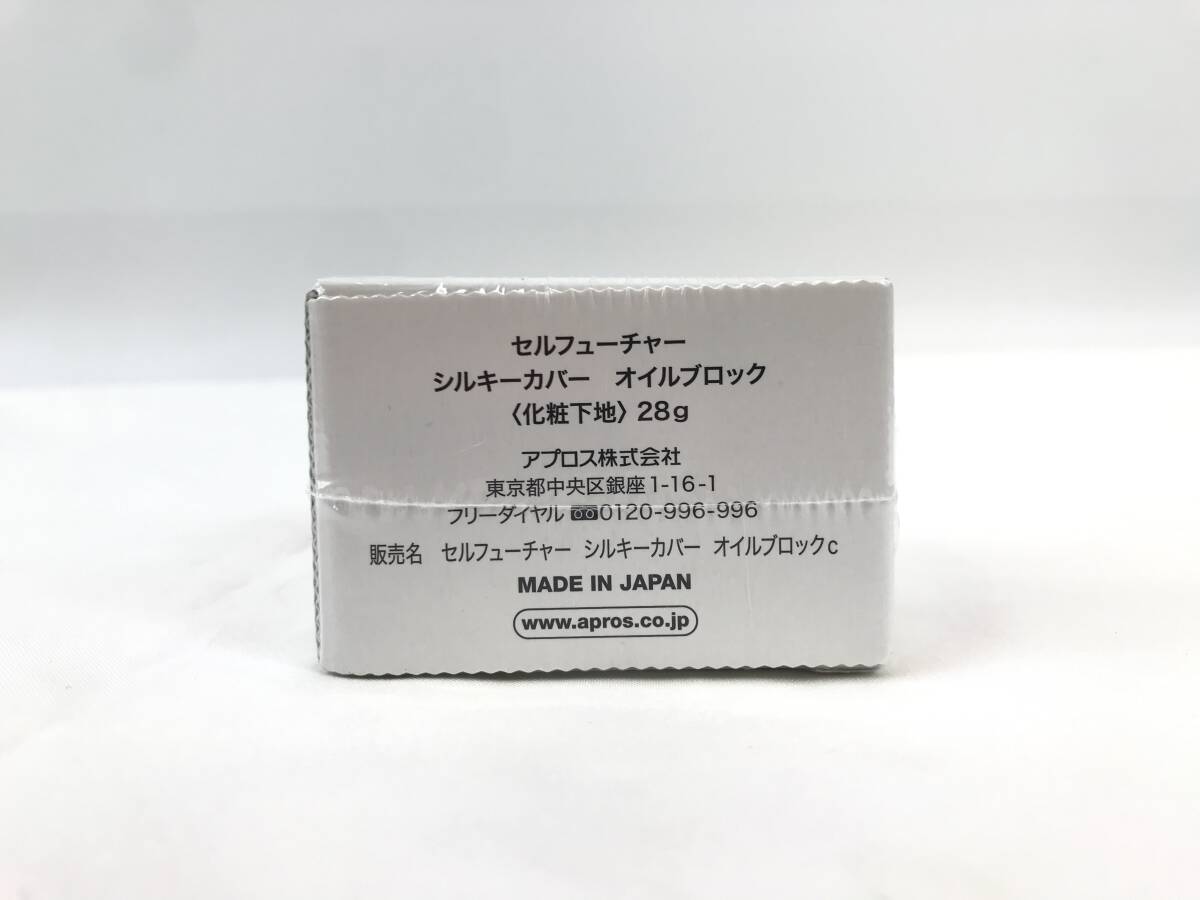 セルフューチャー
シルキーカバー　オイルブロック
〈化粧下地〉28g
アプロス株式会社
東京都中央区銀座1-16-1
フリーダイヤル 0120-996-996
販売名　セルフューチャー シルキーカバー オイルブロックc
MADE IN JAPAN
www.apros.co.jp